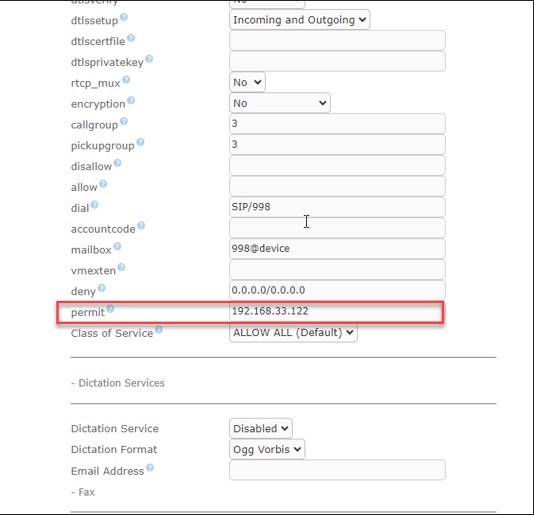 dtlssetup ? Incoming and Outgoing
dtlscertfile ?
dtlsprivatekey ?
rtcp_mux ? No
encryption ? No
callgroup ? 3
pickupgroup ? 3
disallow ?
allow ?
dial ? SIP/998
accountcode ?
mailbox ? 998@device
vmexten ?
deny ? 0.0.0.0/0.0.0.0
permit ? 192.168.33.122
Class of Service ? ALLOW ALL (Default)
- Dictation Services
Dictation Service Disabled
Dictation Format Ogg Vorbis
Email Address ?
- Fax